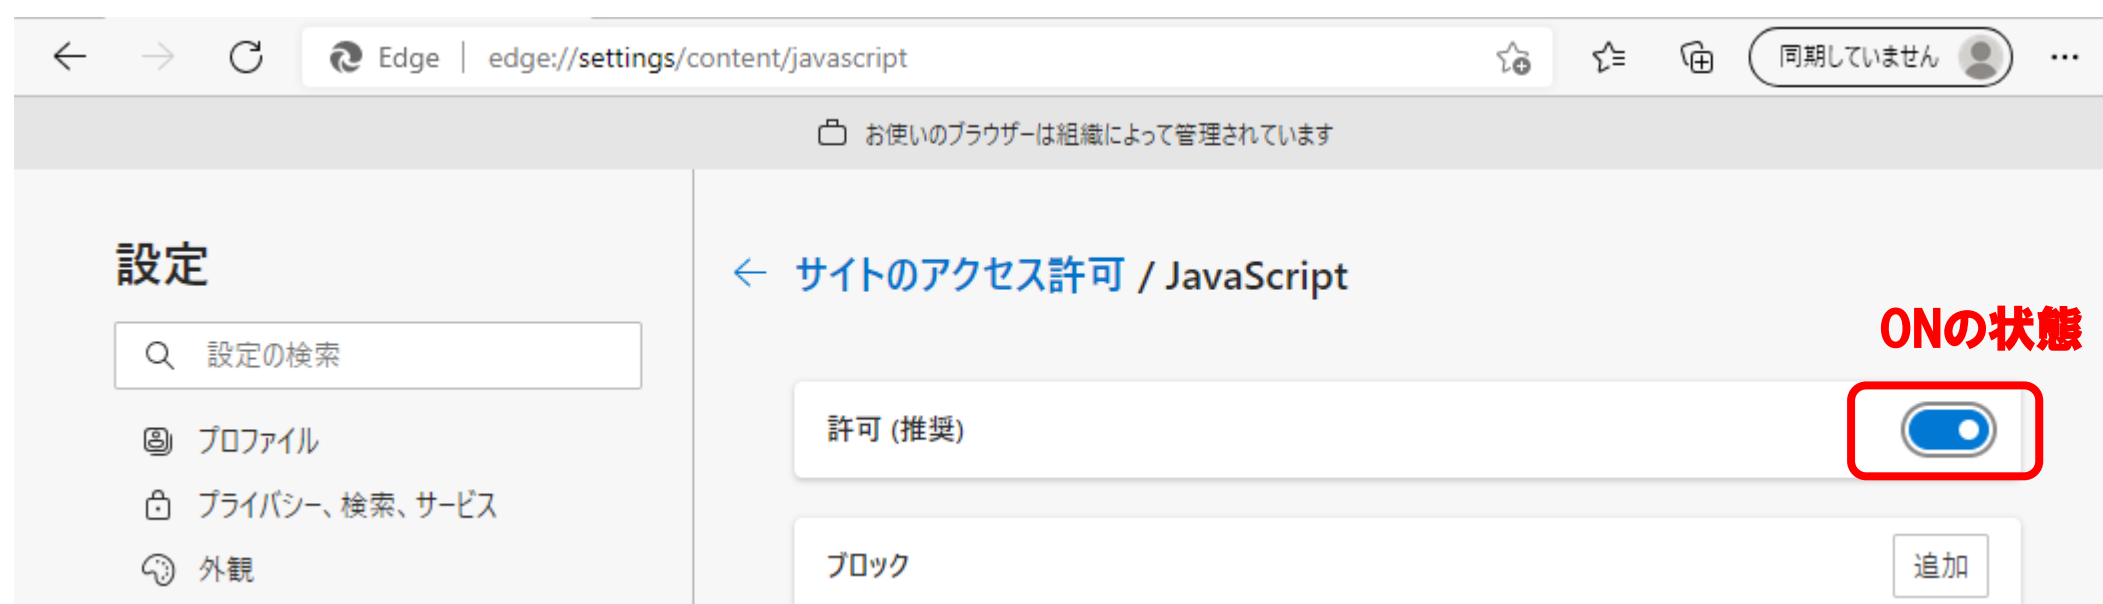 Edge | edge://settings/content/javascript
同期していません
お使いのブラウザーは組織によって管理されています
設定
設定の検索
プロファイル
プライバシー、検索、サービス
外観
サイトのアクセス許可 / JavaScript
ONの状態
許可 (推奨)
ブロック
追加